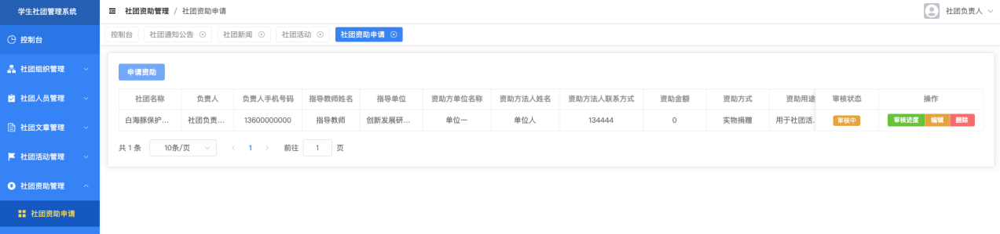 学生社团管理系统
社团资助管理 / 社团资助申请
社团负责人
控制台
社团组织管理
社团人员管理
社团文章管理
社团活动管理
社团资助管理
社团资助申请
控制台 社团通知公告 社团新闻 社团活动 社团资助申请
申请资助
社团名称 负责人 负责人手机号码 指导教师姓名 指导单位 资助方单位名称 资助方法人姓名 资助方法人联系方式 资助金额 资助方式 资助用途 审核状态 操作
白海豚保护... 社团负责... 13600000000 指导教师 创新发展研... 单位一 单位人 134444 0 实物捐赠 用于社团活. 审核中 审核进度 编辑 删除
共 1 条 10条/页 < 1 > 前往 1 页